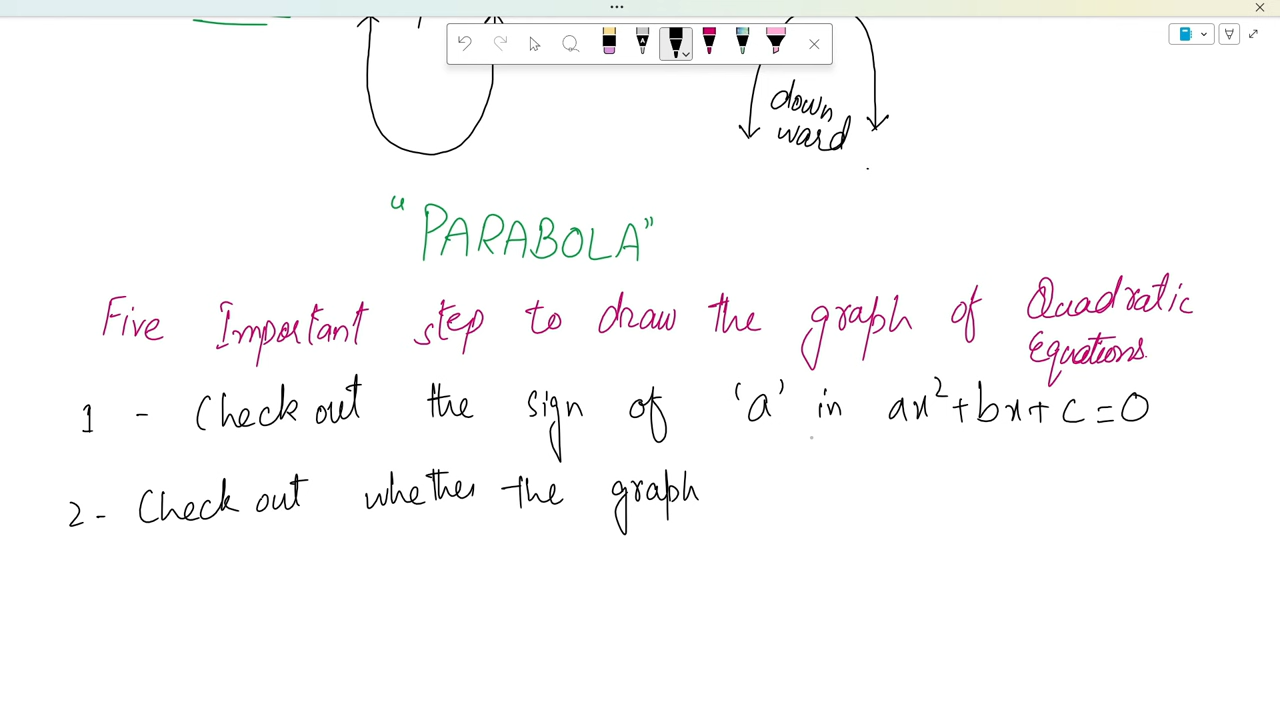 down
ward
"PARABOLA"
Five Important step to draw the graph of Quadratic
Equations.
1 - Check out the sign of 'a' in ax²+bx+c=0
2- Check out whether the graph